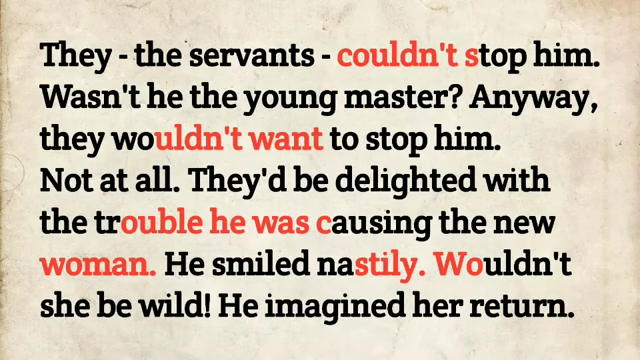 They - the servants - couldn't stop him.
Wasn't he the young master? Anyway,
they wouldn't want to stop him.
Not at all. They'd be delighted with
the trouble he was causing the new
woman. He smiled nastily. Wouldn't
she be wild! He imagined her return.